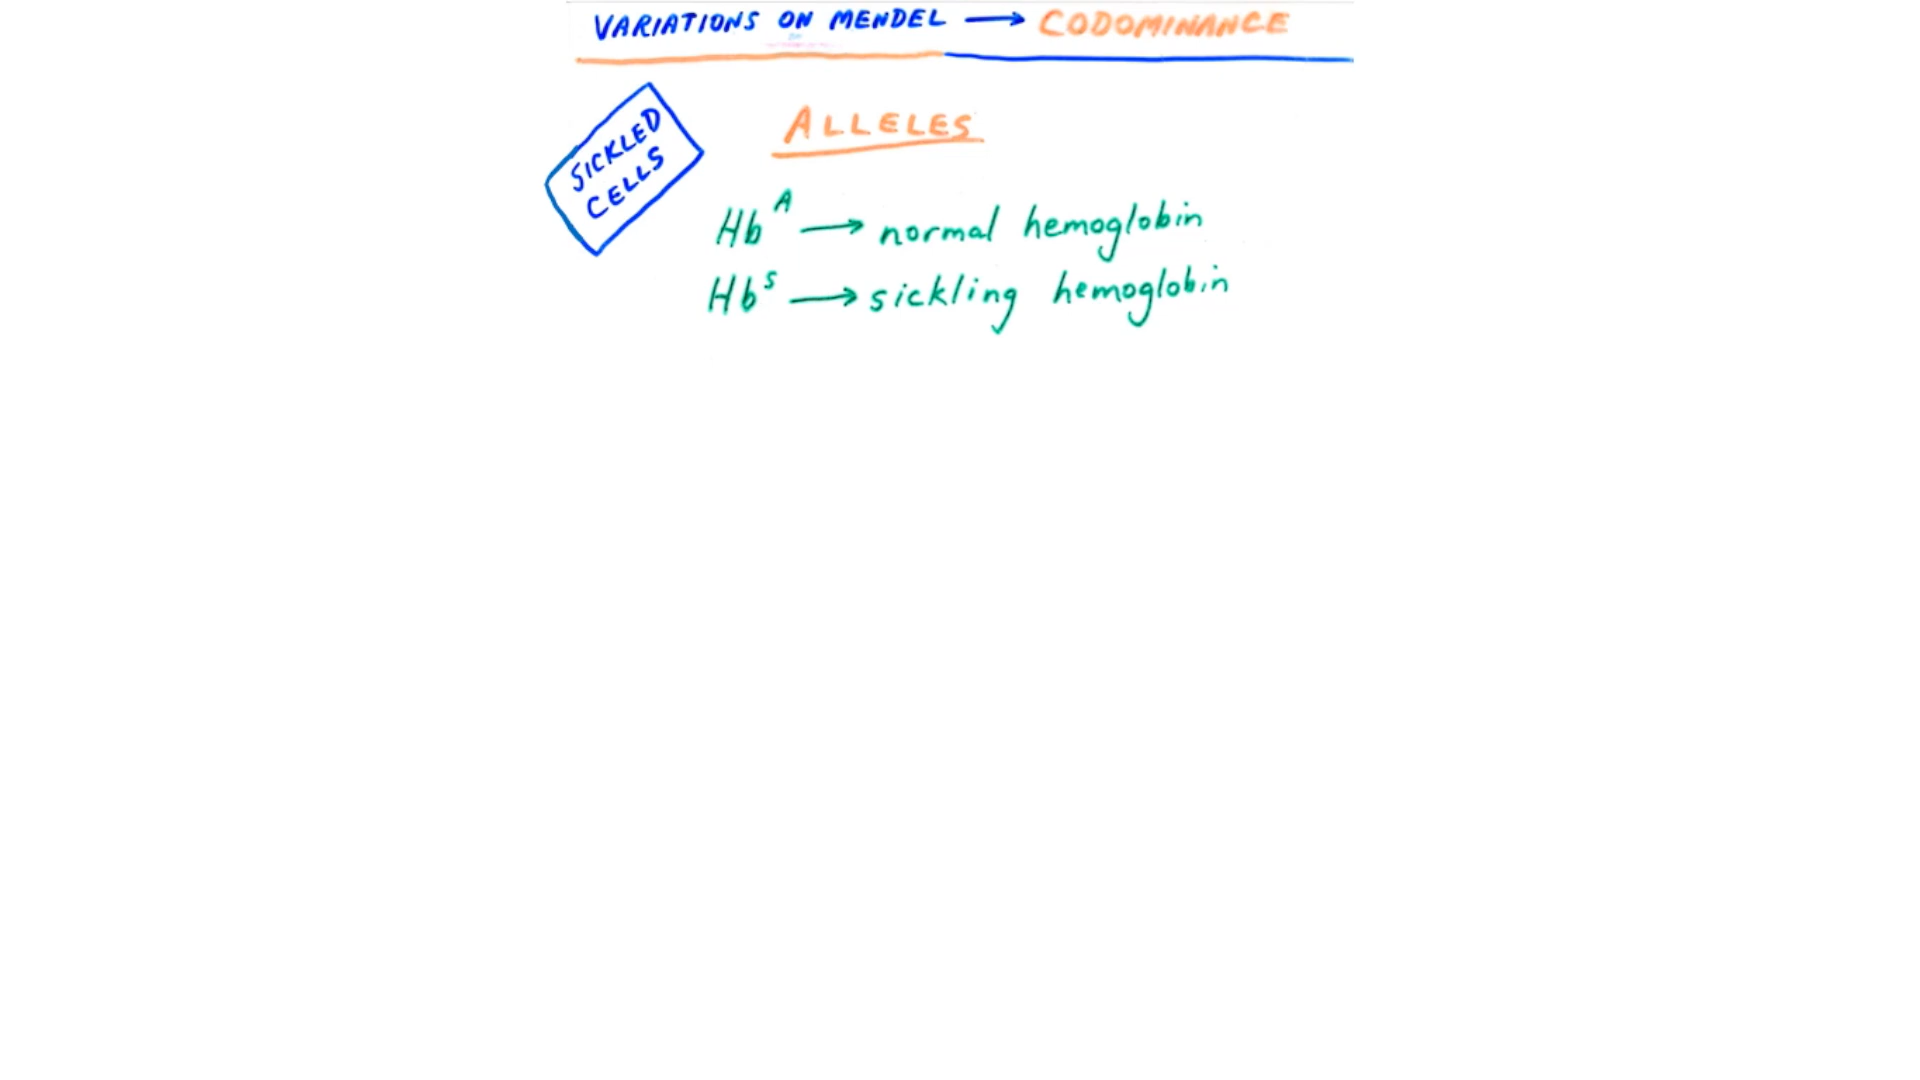 VARIATIONS ON MENDEL → CODOMINANCE
SICKLED
CELLS
ALLELES
Hb^A → normal hemoglobin
Hb^S → sickling hemoglobin